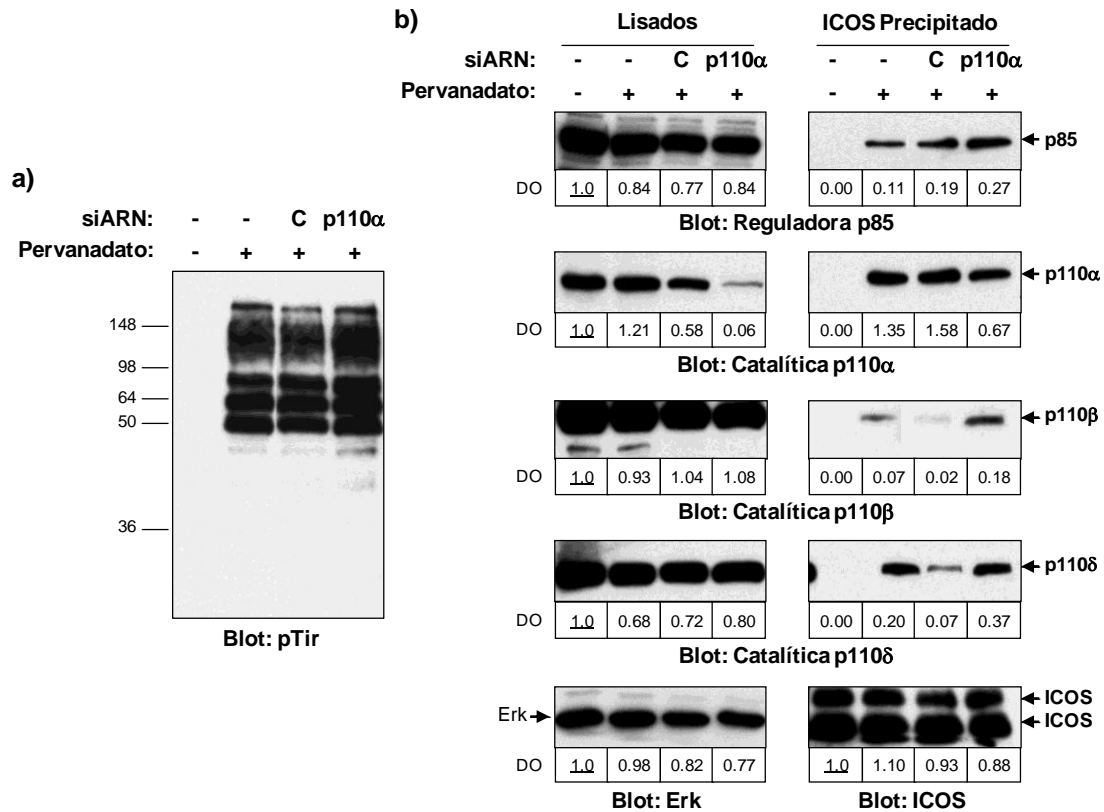 a)
siARN: - - C p110α
Pervanadato: - + + +
148
98
64
50
36
Blot: pTir
b)
Lisados ICOS Precipitado
siARN: - - C p110α - - C p110α
Pervanadato: - + + + - + + +
p85
DO 1.0 0.84 0.77 0.84 0.00 0.11 0.19 0.27
Blot: Reguladora p85
p110α
DO 1.0 1.21 0.58 0.06 0.00 1.35 1.58 0.67
Blot: Catalítica p110α
p110β
DO 1.0 0.93 1.04 1.08 0.00 0.07 0.02 0.18
Blot: Catalítica p110β
p110δ
DO 1.0 0.68 0.72 0.80 0.00 0.20 0.07 0.37
Blot: Catalítica p110δ
ICOS
Erk ICOS
DO 1.0 0.98 0.82 0.77 1.0 1.10 0.93 0.88
Blot: Erk Blot: ICOS